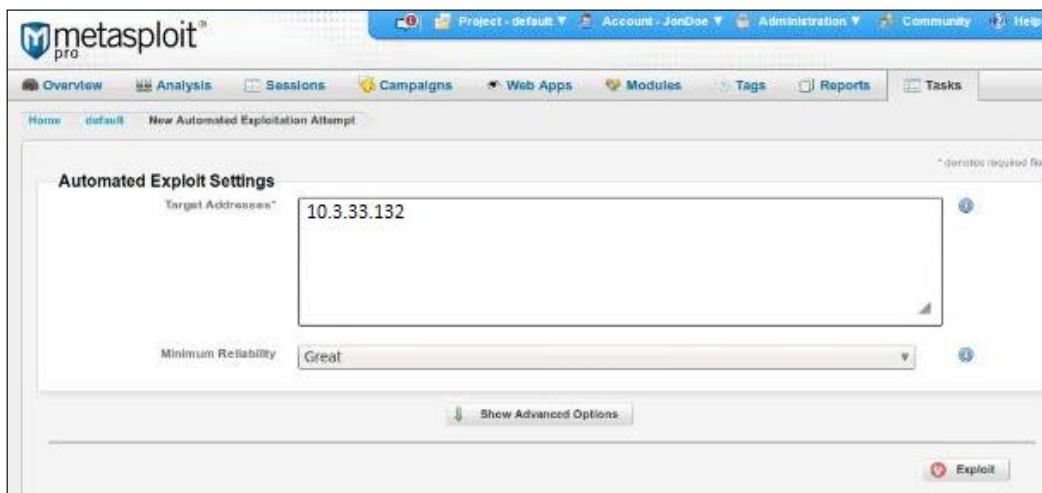 metasploit®
pro
Project - default ▼ Account - JonDoe ▼ Administration ▼ Community Help
Overview Analysis Sessions Campaigns Web Apps Modules Tags Reports Tasks
Home default New Automated Exploitation Attempt
* denotes required
Automated Exploit Settings
Target Addresses*
10.3.33.132
Minimum Reliability
Great
Show Advanced Options
Exploit